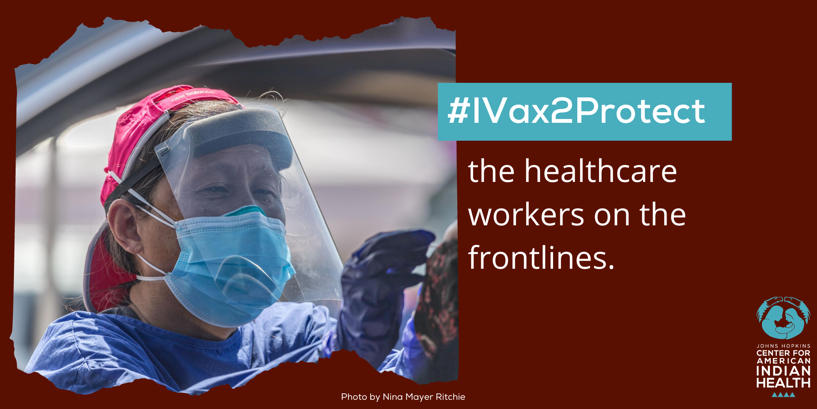 #IVax2Protect
the healthcare
workers on the
frontlines.
JOHNS HOPKINS
CENTER FOR
AMERICAN
INDIAN
HEALTH
Photo by Nina Mayer Ritchie